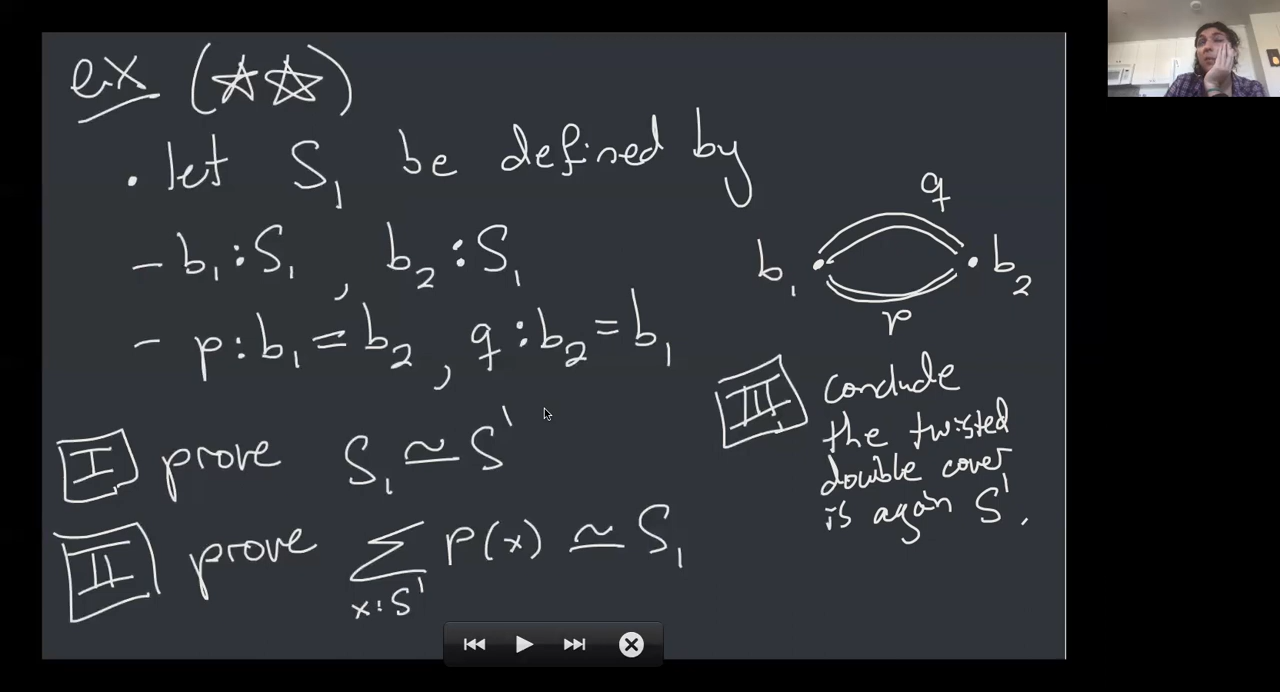 ex (☆☆)
. let S₁ be defined by
– b₁ : S₁ , b₂ : S₁
– p : b₁ = b₂ , q : b₂ = b₁
q
b₁ b₂
p
I prove S₁ ≃ S¹
II prove ∑ P(x) ≃ S₁
x : S¹
III conclude
the twisted
double cover
is again S¹.